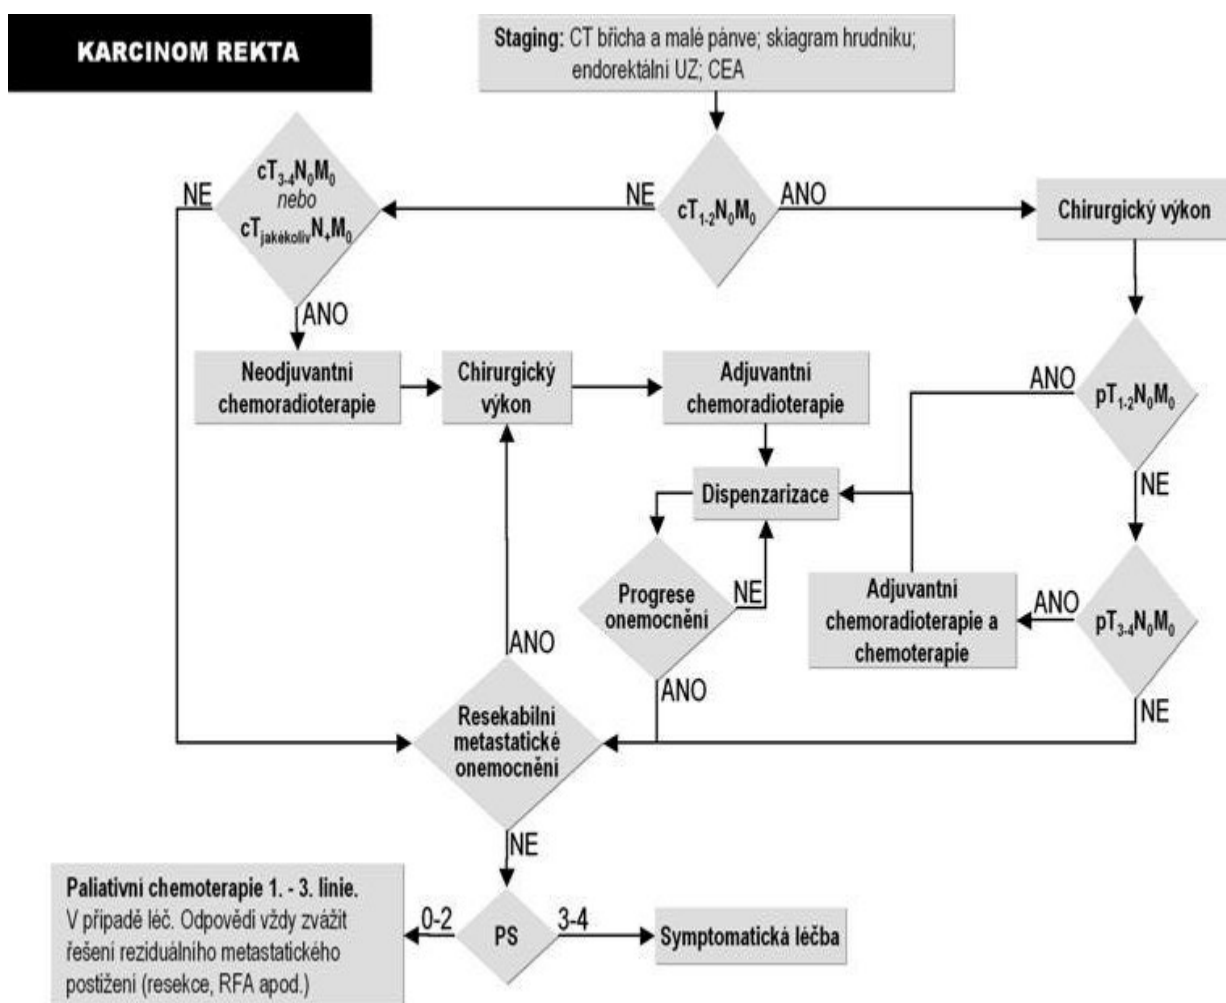 KARCINOM REKTA
Staging: CT břicha a malé pánve; skiagram hrudniku;
endorektální UZ; CEA
cT3-4N0M0
nebo
cTjakékolivN+M0
NE
NE
cT1-2N0M0
ANO
Chirurgický výkon
ANO
Neodjuvantní
chemoradioterapie
Chirurgický
výkon
Adjuvantní
chemoradioterapie
ANO
pT1-2N0M0
NE
Dispenzarizace
Progrese
onemocnění
NE
ANO
Adjuvantní
chemoradioterapie a
chemoterapie
ANO
pT3-4N0M0
NE
ANO
Resekabilní
metastatické
onemocnění
NE
Paliativní chemoterapie 1. - 3. linie.
V případě léč. Odpovědi vždy zvážit
řešení reziduálního metastatického
postižení (resekce, RFA apod.)
0-2
PS
3-4
Symptomatická léčba